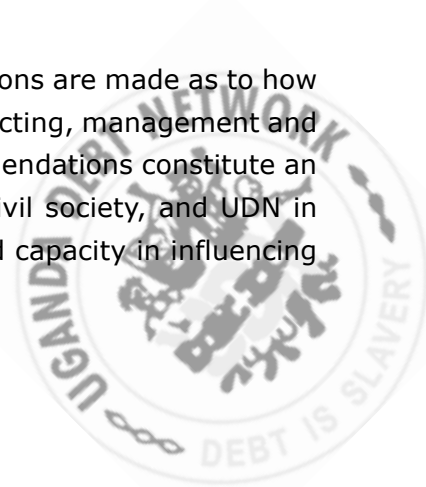 ons are made as to how
cting, management and
endations constitute an
ivil society, and UDN in
d capacity in influencing
UGANDA DEBT NETWORK
DEBT IS SLAVERY